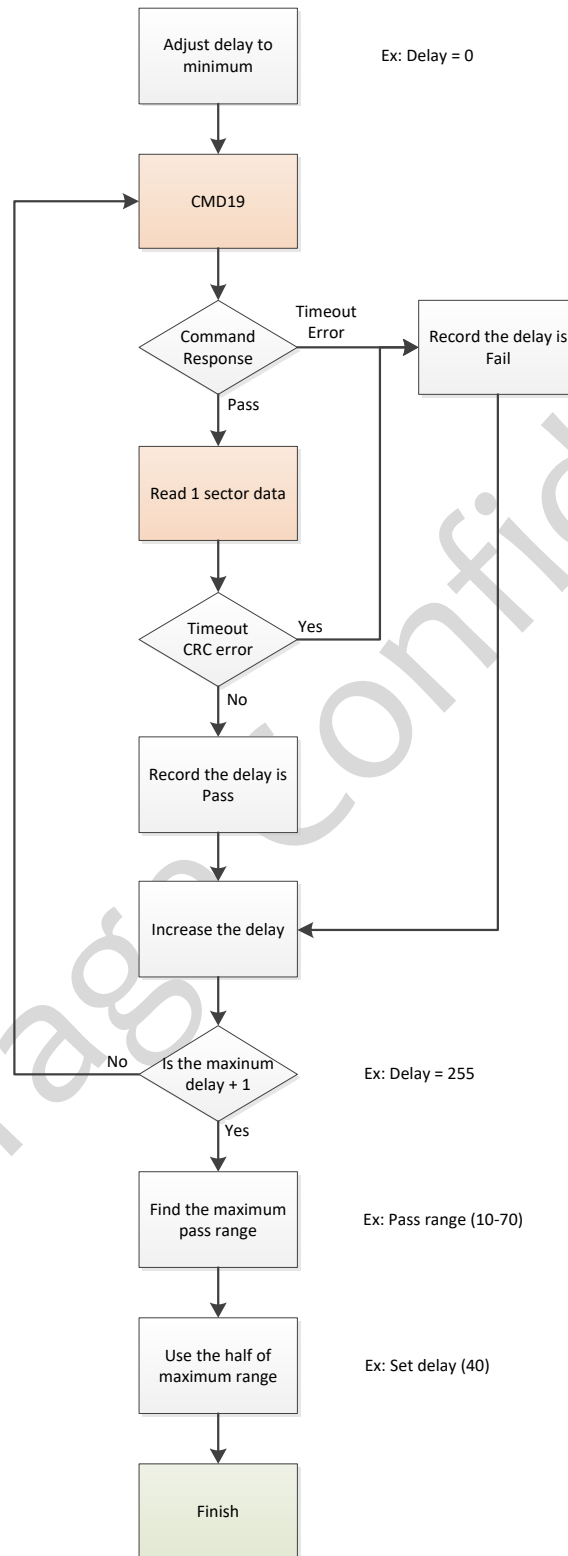 Adjust delay to
minimum
Ex: Delay = 0
CMD19
Command
Response
Timeout
Error
Record the delay is
Fail
Pass
Read 1 sector data
Timeout
CRC error
Yes
No
Record the delay is
Pass
Increase the delay
No
Is the maxinum
delay + 1
Ex: Delay = 255
Yes
Find the maximum
pass range
Ex: Pass range (10-70)
Use the half of
maximum range
Ex: Set delay (40)
Finish